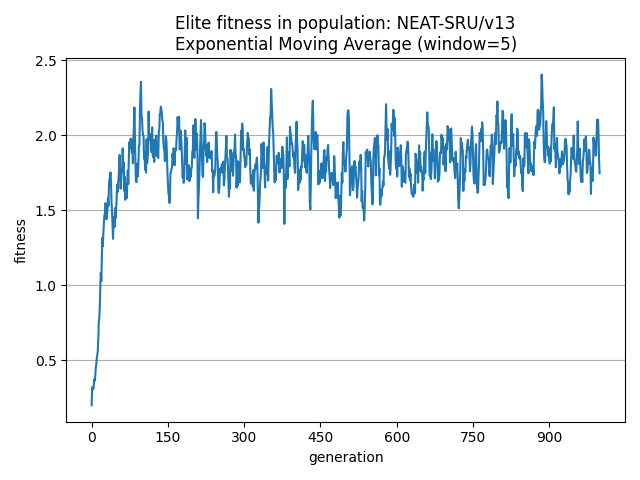 Elite fitness in population: NEAT-SRU/v13
Exponential Moving Average (window=5)
2.5
2.0
1.5
1.0
0.5
fitness
0 150 300 450 600 750 900
generation